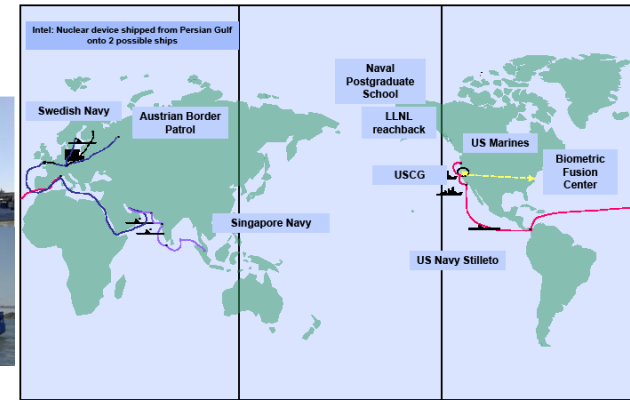 Intel: Nuclear device shipped from Persian Gulf
onto 2 possible ships
Naval
Postgraduate
School
Swedish Navy
Austrian Border
Patrol
LLNL
reachback
US Marines
Biometric
Fusion
Center
USCG
Singapore Navy
US Navy Stilleto